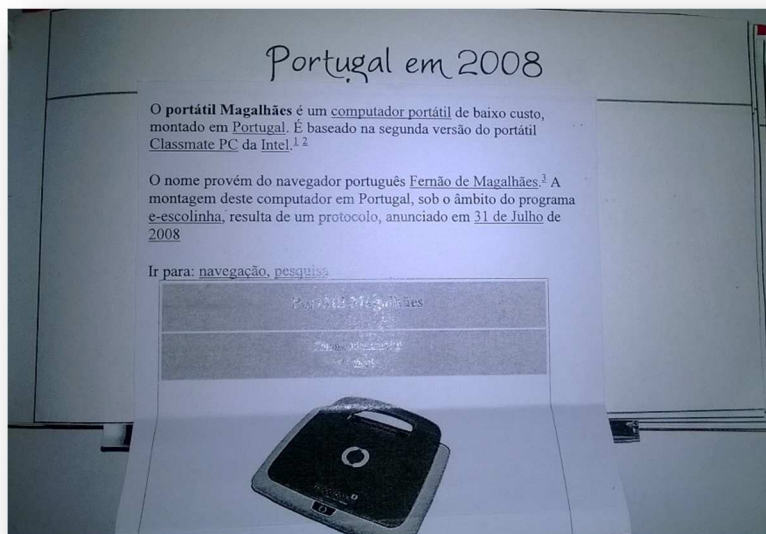 Portugal em 2008
O portátil Magalhães é um computador portátil de baixo custo,
montado em Portugal. É baseado na segunda versão do portátil
Classmate PC da Intel.1 2
O nome provém do navegador português Fernão de Magalhães.3 A
montagem deste computador em Portugal, sob o âmbito do programa
e-escolinha, resulta de um protocolo, anunciado em 31 de Julho de
2008
Ir para: navegação, pesquisa
Portátil Magalhães